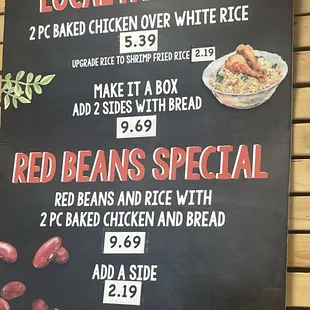 LOCAL
2 PC BAKED CHICKEN OVER WHITE RICE
5.39
UPGRADE RICE TO SHRIMP FRIED RICE 2.19
MAKE IT A BOX
ADD 2 SIDES WITH BREAD
9.69
RED BEANS SPECIAL
RED BEANS AND RICE WITH
2 PC BAKED CHICKEN AND BREAD
9.69
ADD A SIDE
2.19